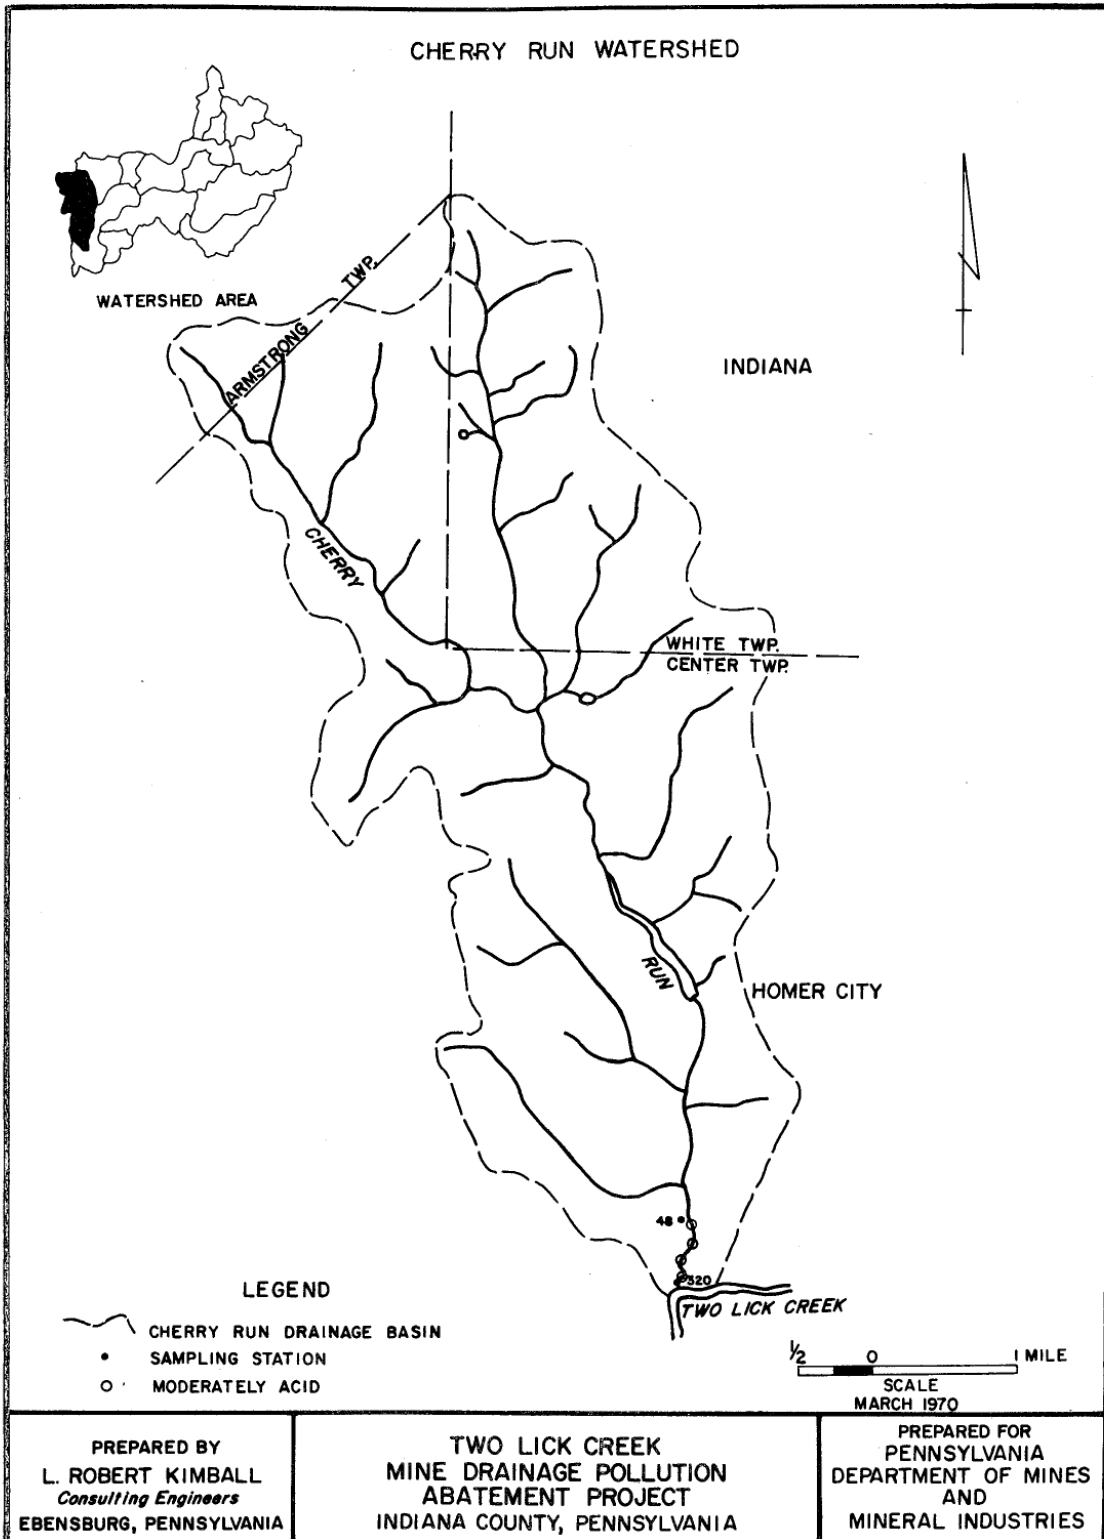 CHERRY RUN WATERSHED
WATERSHED AREA
ARMSTRONG TWP.
INDIANA
CHERRY
WHITE TWP.
CENTER TWP.
RUN
HOMER CITY
48
320
TWO LICK CREEK
LEGEND
CHERRY RUN DRAINAGE BASIN
SAMPLING STATION
MODERATELY ACID
1/2 0 1 MILE
SCALE
MARCH 1970
PREPARED BY
L. ROBERT KIMBALL
Consulting Engineers
EBENSBURG, PENNSYLVANIA
TWO LICK CREEK
MINE DRAINAGE POLLUTION
ABATEMENT PROJECT
INDIANA COUNTY, PENNSYLVANIA
PREPARED FOR
PENNSYLVANIA
DEPARTMENT OF MINES
AND
MINERAL INDUSTRIES